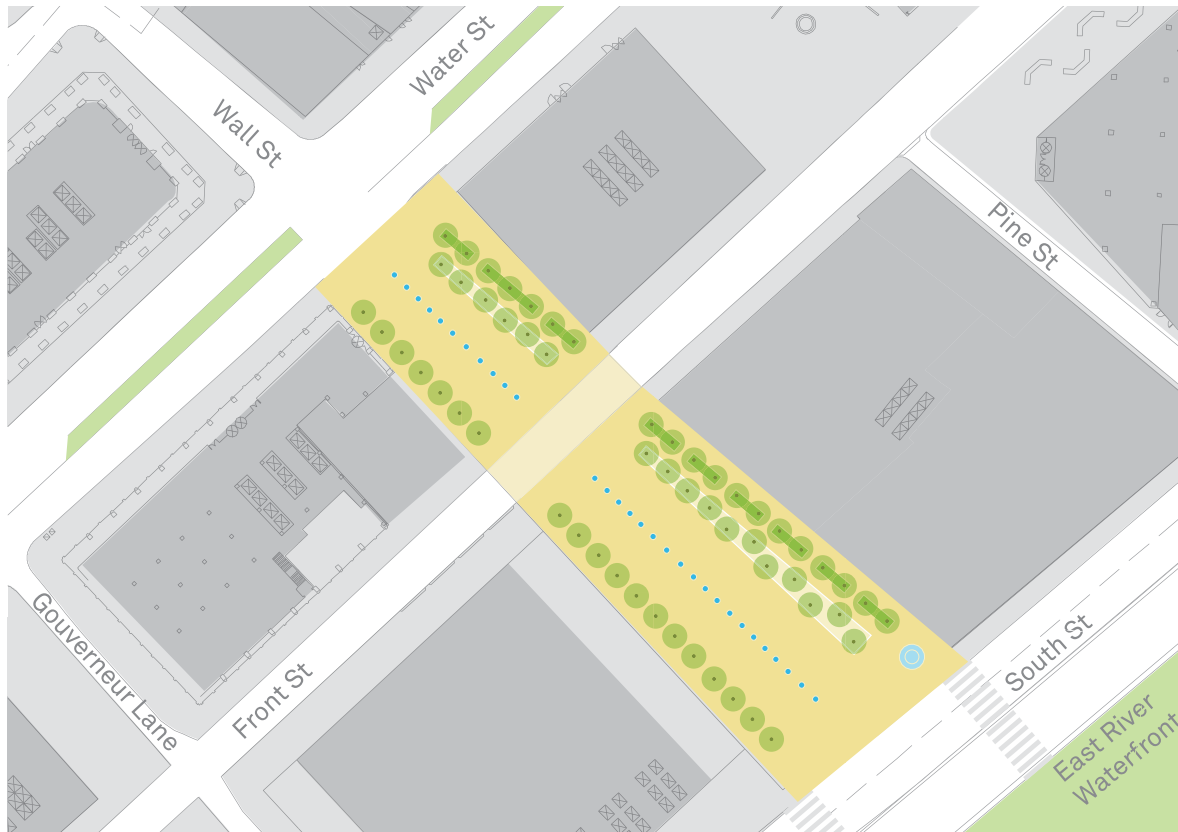 Water St
Wall St
Pine St
Gouverneur Lane
Front St
South St
East River
Waterfront